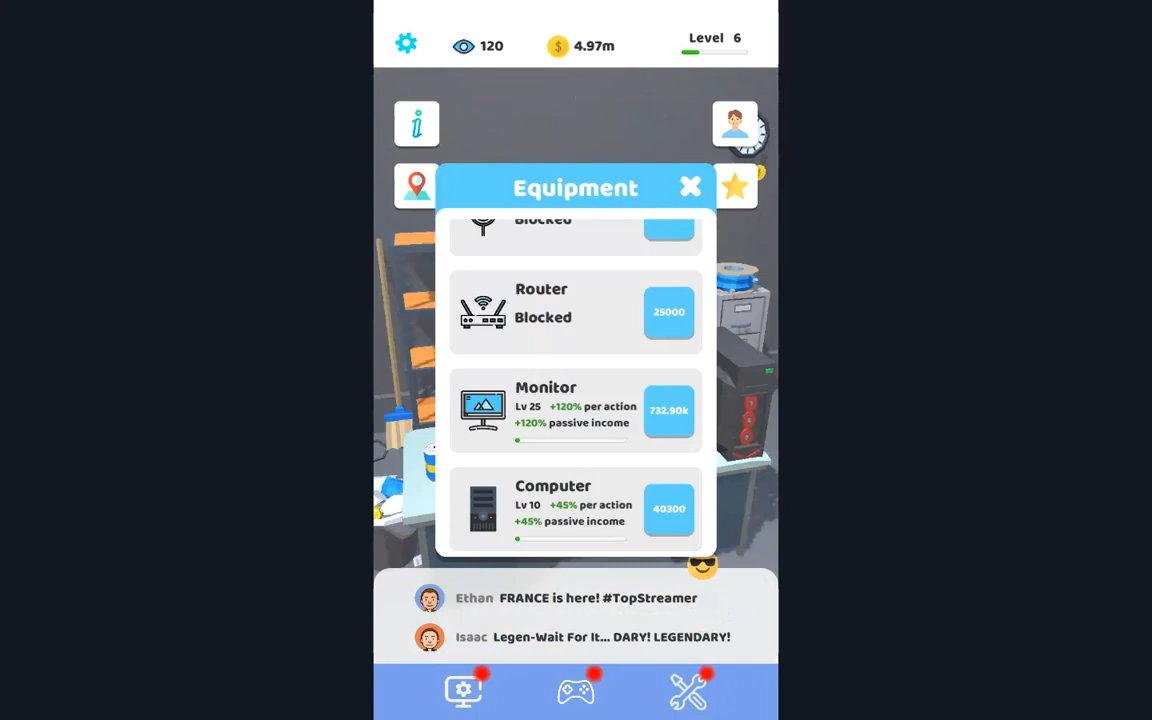 120
4.97m
Level 6
Equipment
Blocked
Router
Blocked
25000
Monitor
Lv 25 +120% per action
+120% passive income
732.90k
Computer
Lv 10 +45% per action
+45% passive income
40300
Ethan FRANCE is here! #TopStreamer
Isaac Legen-Wait For It... DARY! LEGENDARY!